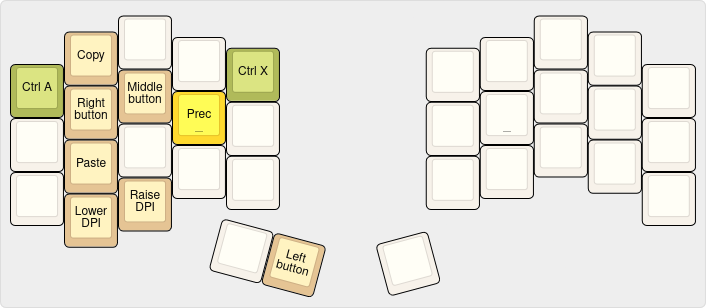 Copy
Ctrl X
Ctrl A
Middle
button
Right
button
Prec
_
_
Paste
Raise
DPI
Lower
DPI
Left
button